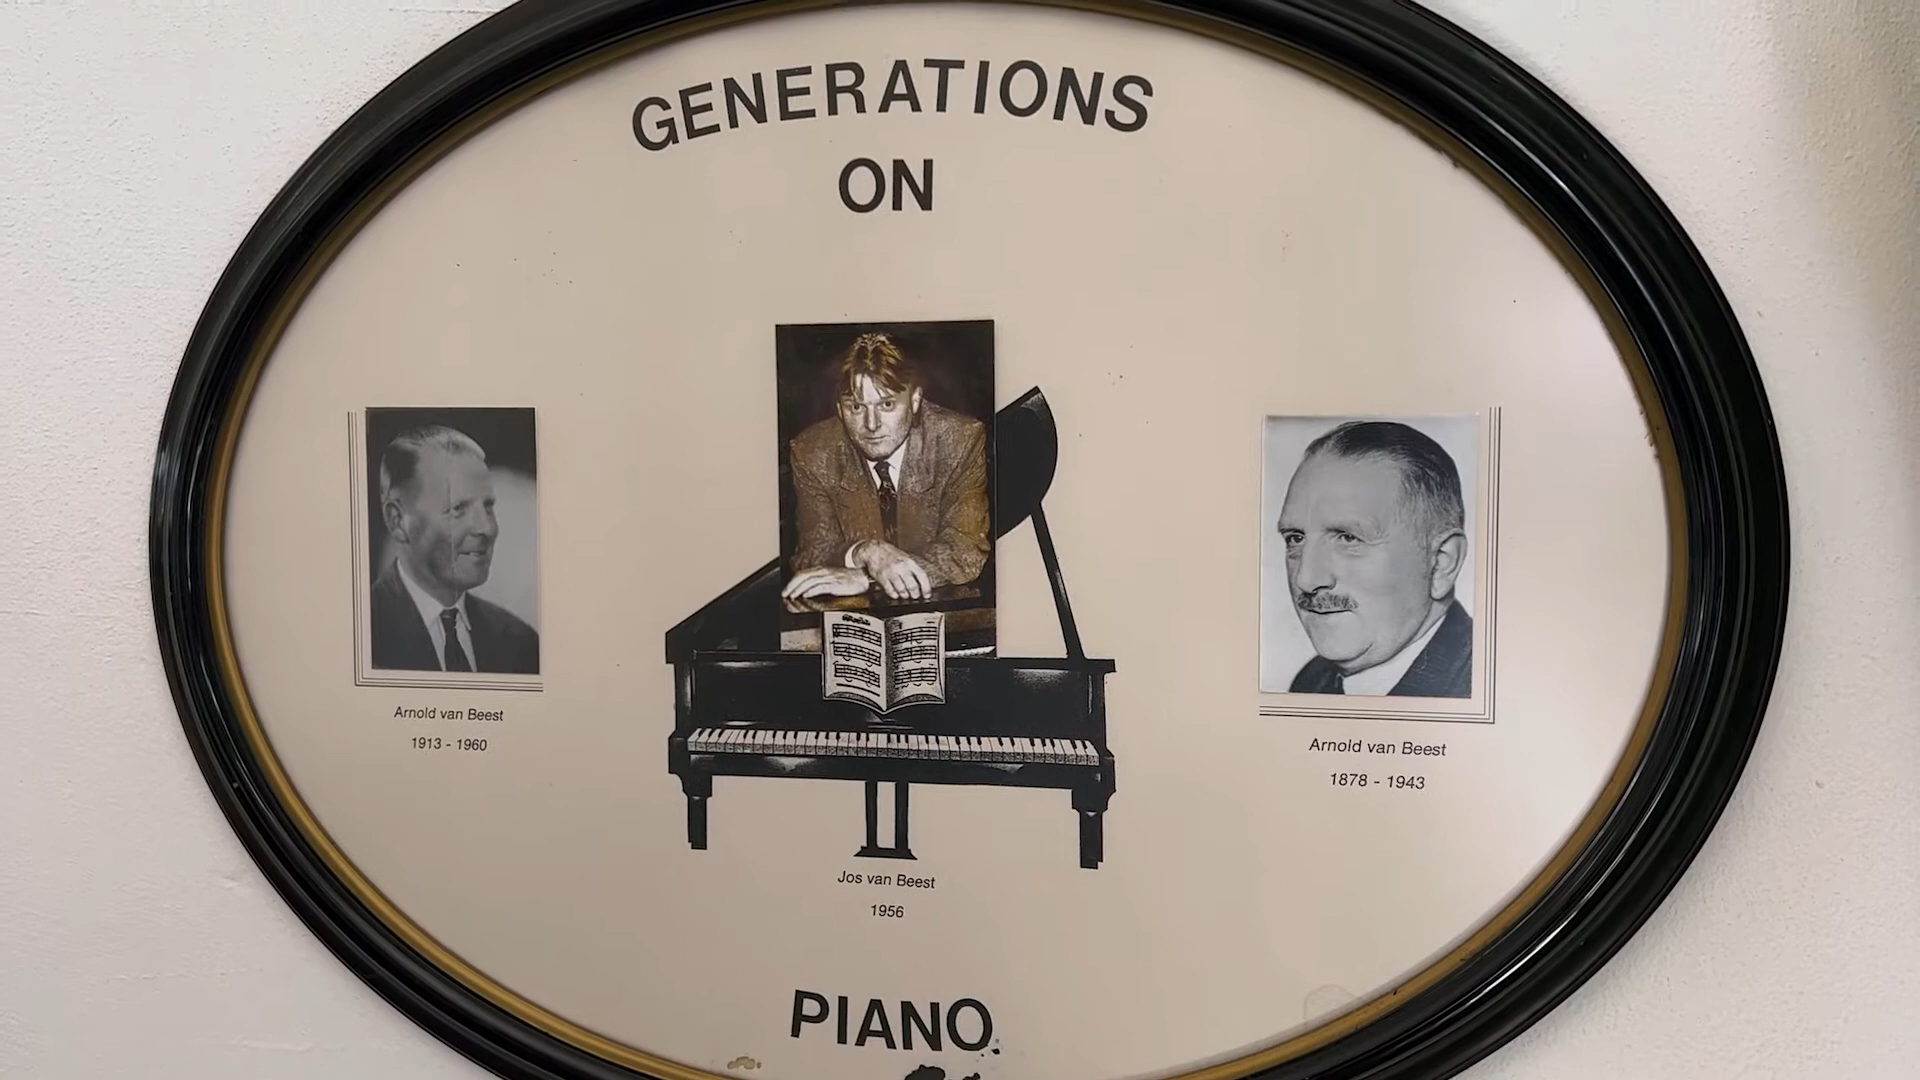 GENERATIONS
ON
Arnold van Beest
1913 - 1960
Jos van Beest
1956
Arnold van Beest
1878 - 1943
PIANO